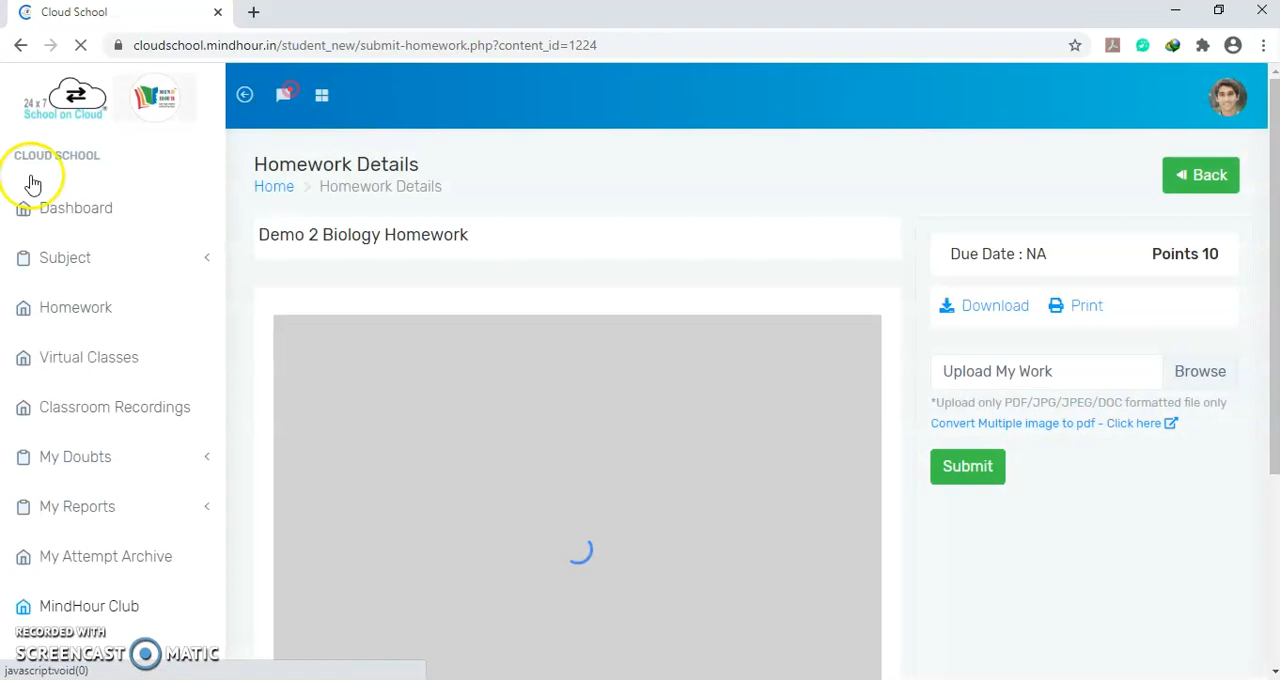 Cloud School
cloudschool.mindhour.in/student_new/submit-homework.php?content_id=1224
24 x 7
School on Cloud
CLOUD SCHOOL
Dashboard
Subject
Homework
Virtual Classes
Classroom Recordings
My Doubts
My Reports
My Attempt Archive
MindHour Club
Homework Details
Home > Homework Details
Back
Demo 2 Biology Homework
Due Date : NA Points 10
Download Print
Upload My Work Browse
*Upload only PDF/JPG/JPEG/DOC formatted file only
Convert Multiple image to pdf - Click here
Submit
RECORDED WITH
SCREENCAST MATIC
javascript:void(0)